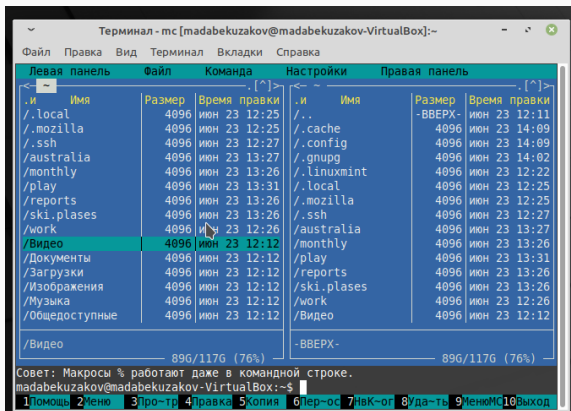 Терминал - mc [madabekuzakov@madabekuzakov-VirtualBox]:~
Файл Правка Вид Терминал Вкладки Справка
Левая панель Файл Команда Настройки Правая панель
<- ~ .[^]> <- ~ .[^]>
.и Имя Размер Время правки .и Имя Размер Время правки
/.local 4096 июн 23 12:25 /.. -ВВЕРХ- июн 23 12:11
/.mozilla 4096 июн 23 12:25 /.cache 4096 июн 23 14:09
/.ssh 4096 июн 23 12:27 /.config 4096 июн 23 14:09
/australia 4096 июн 23 13:27 /.gnupg 4096 июн 23 14:02
/monthly 4096 июн 23 13:26 /.linuxmint 4096 июн 23 12:22
/play 4096 июн 23 13:31 /.local 4096 июн 23 12:25
/reports 4096 июн 23 13:26 /.mozilla 4096 июн 23 12:25
/ski.plases 4096 июн 23 13:26 /.ssh 4096 июн 23 12:27
/work 4096 июн 23 12:26 /australia 4096 июн 23 13:27
/Видео 4096 июн 23 12:12 /monthly 4096 июн 23 13:26
/Документы 4096 июн 23 12:12 /play 4096 июн 23 13:31
/Загрузки 4096 июн 23 12:12 /reports 4096 июн 23 13:26
/Изображения 4096 июн 23 12:12 /ski.plases 4096 июн 23 13:26
/Музыка 4096 июн 23 12:12 /work 4096 июн 23 12:26
/Общедоступные 4096 июн 23 12:12 /Видео 4096 июн 23 12:12
/Видео -ВВЕРХ-
89G/117G (76%) 89G/117G (76%)
Совет: Макросы % работают даже в командной строке.
madabekuzakov@madabekuzakov-VirtualBox:~$
1Помощь 2Меню 3Про~тр 4Правка 5Копия 6Пер~ос 7НвК~ог 8Уда~ть 9МенюMC 10Выход